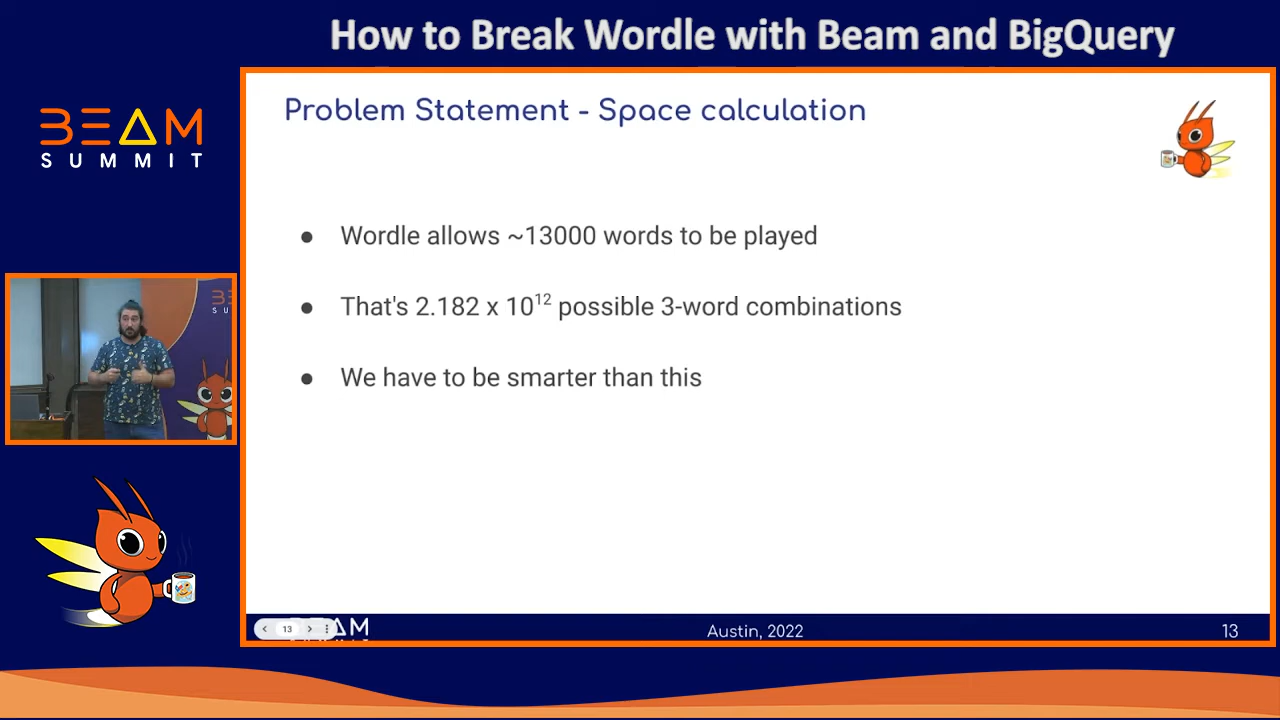 How to Break Wordle with Beam and BigQuery
BEAM
SUMMIT
Problem Statement - Space calculation
● Wordle allows ~13000 words to be played
● That's 2.182 x 10¹² possible 3-word combinations
● We have to be smarter than this
13
Austin, 2022
13